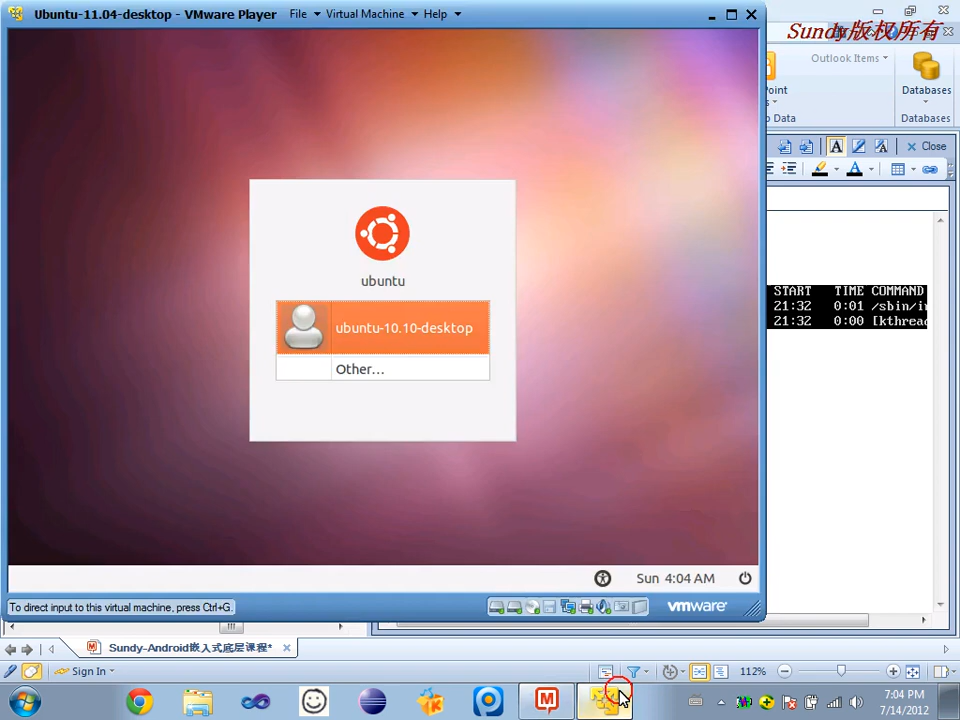 Ubuntu-11.04-desktop - VMware Player File Virtual Machine Help
Sundy版权所有
Outlook Items
Databases
Databases
Close
ubuntu
ubuntu-10.10-desktop
Other...
START TIME COMMAND
21:32 0:01 /sbin/in
21:32 0:00 [kthread
Sun 4:04 AM
To direct input to this virtual machine, press Ctrl+G.
vmware
Sundy-Android嵌入式底层课程*
Sign In
112%
7:04 PM
7/14/2012